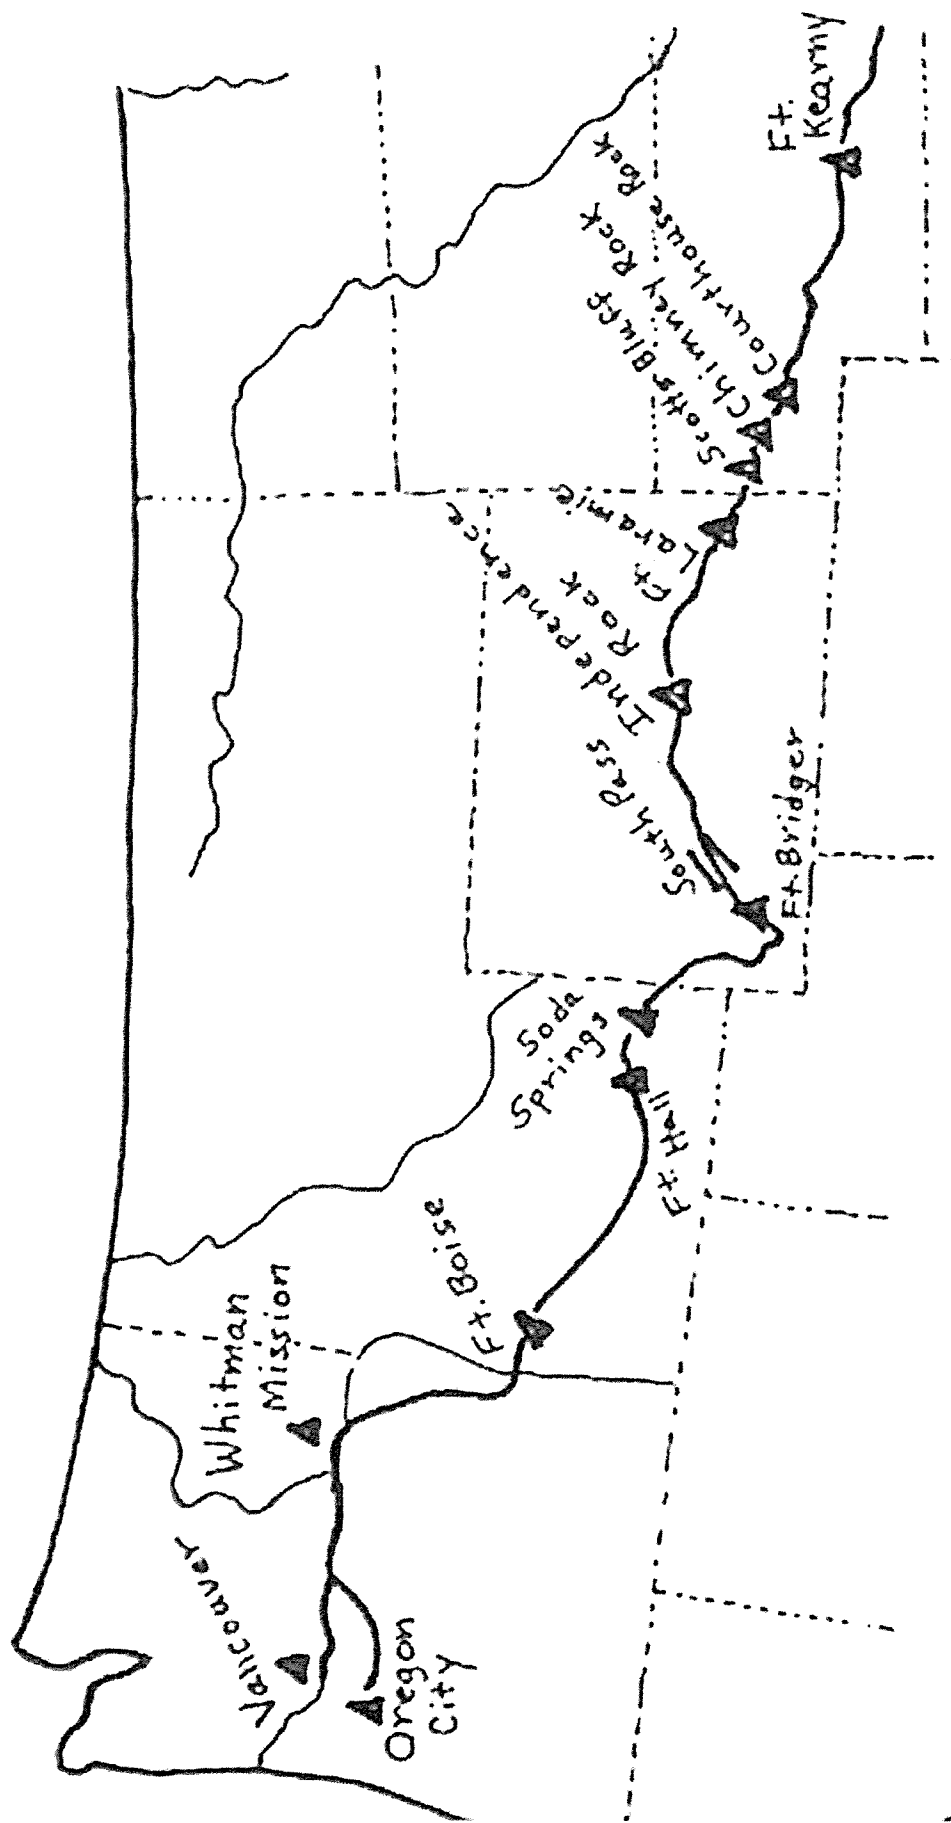 Vancouver
Oregon
City
Whitman
Mission
Ft. Boise
Soda
Springs
Ft. Hall
South Pass
Ft. Bridger
Independence
Rock
Ft.
Laramie
Scotts Bluff
Chimney Rock
Courthouse Rock
Ft.
Kearny